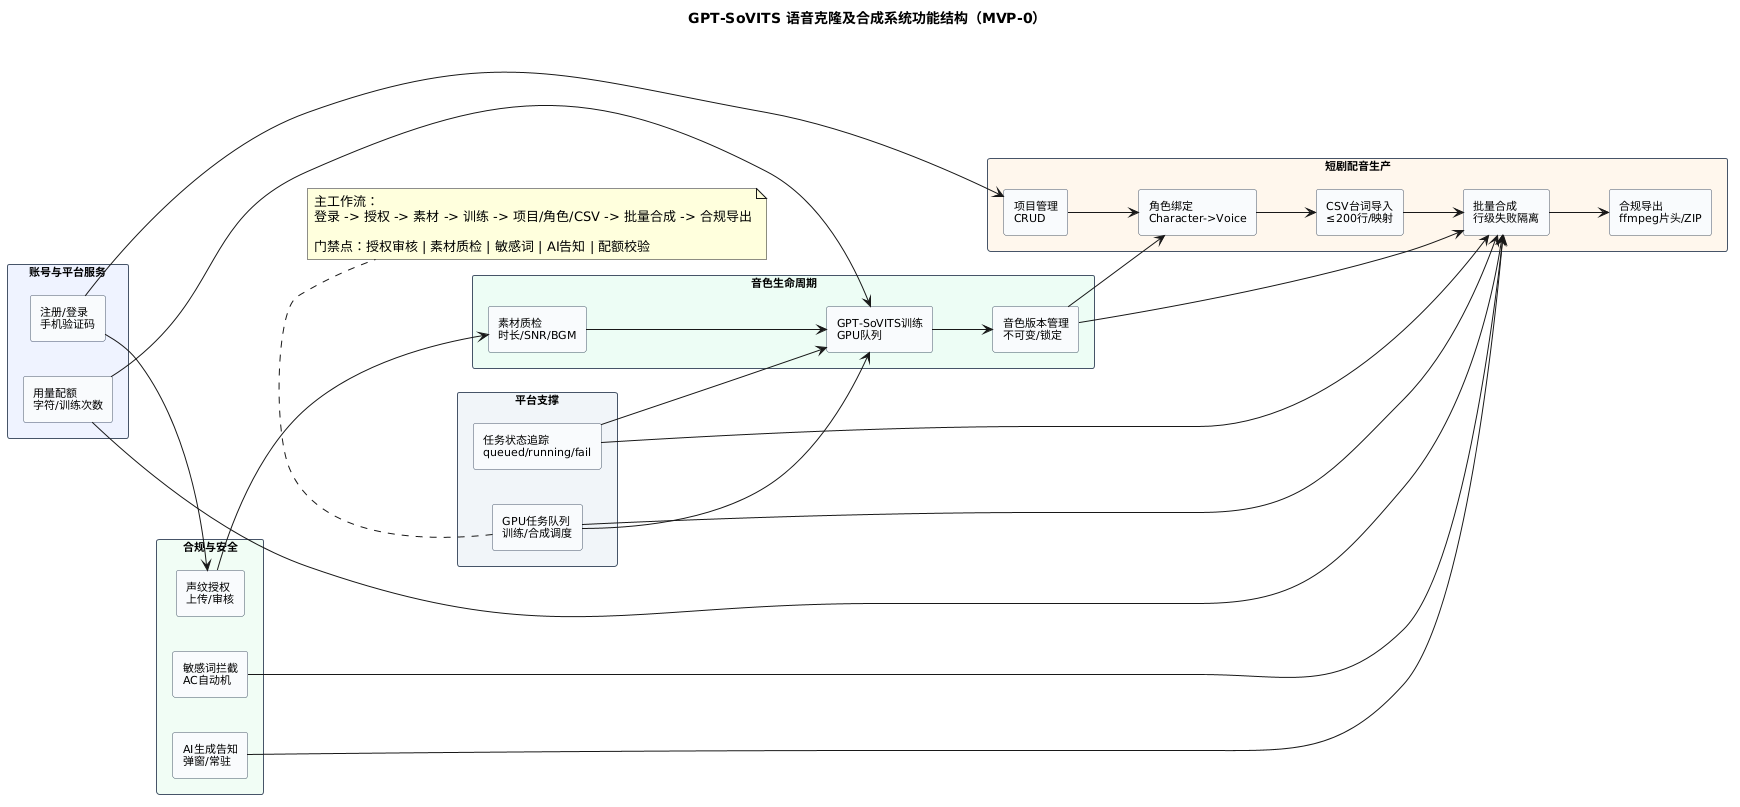 GPT-SoVITS 语音克隆及合成系统功能结构（MVP-0）
主工作流：
登录 -> 授权 -> 素材 -> 训练 -> 项目/角色/CSV -> 批量合成 -> 合规导出
门禁点：授权审核 | 素材质检 | 敏感词 | AI告知 | 配额校验
账号与平台服务
注册/登录
手机验证码
用量配额
字符/训练次数
合规与安全
声纹授权
上传/审核
敏感词拦截
AC自动机
AI生成告知
弹窗/常驻
音色生命周期
素材质检
时长/SNR/BGM
GPT-SoVITS训练
GPU队列
音色版本管理
不可变/锁定
平台支撑
任务状态追踪
queued/running/fail
GPU任务队列
训练/合成调度
短剧配音生产
项目管理
CRUD
角色绑定
Character->Voice
CSV台词导入
≤200行/映射
批量合成
行级失败隔离
合规导出
ffmpeg片头/ZIP